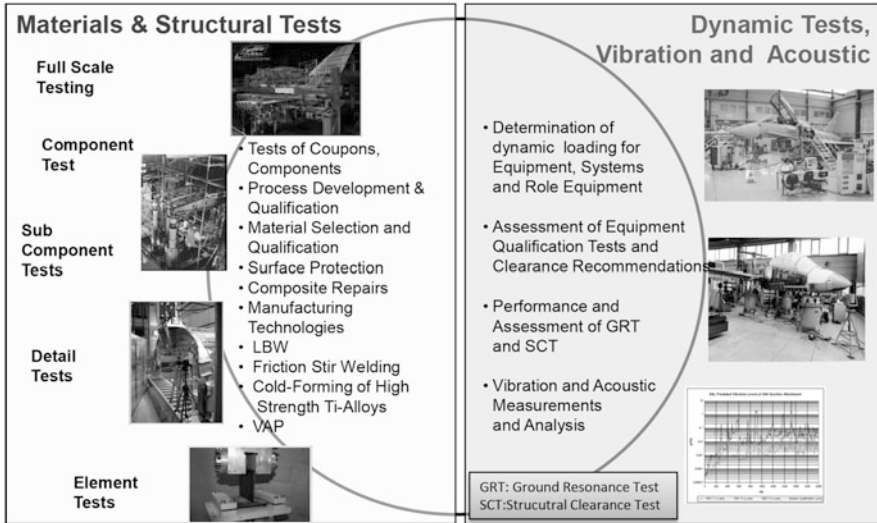 Materials & Structural Tests
Full Scale
Testing
Component
Test
Sub
Component
Tests
Detail
Tests
Element
Tests
• Tests of Coupons,
Components
• Process Development &
Qualification
• Material Selection and
Qualification
• Surface Protection
• Composite Repairs
• Manufacturing
Technologies
• LBW
• Friction Stir Welding
• Cold-Forming of High
Strength Ti-Alloys
• VAP
Dynamic Tests,
Vibration and Acoustic
• Determination of
dynamic loading for
Equipment, Systems
and Role Equipment
• Assessment of Equipment
Qualification Tests and
Clearance Recommendations
• Performance and
Assessment of GRT
and SCT
• Vibration and Acoustic
Measurements
and Analysis
GRT: Ground Resonance Test
SCT:Strucutral Clearance Test